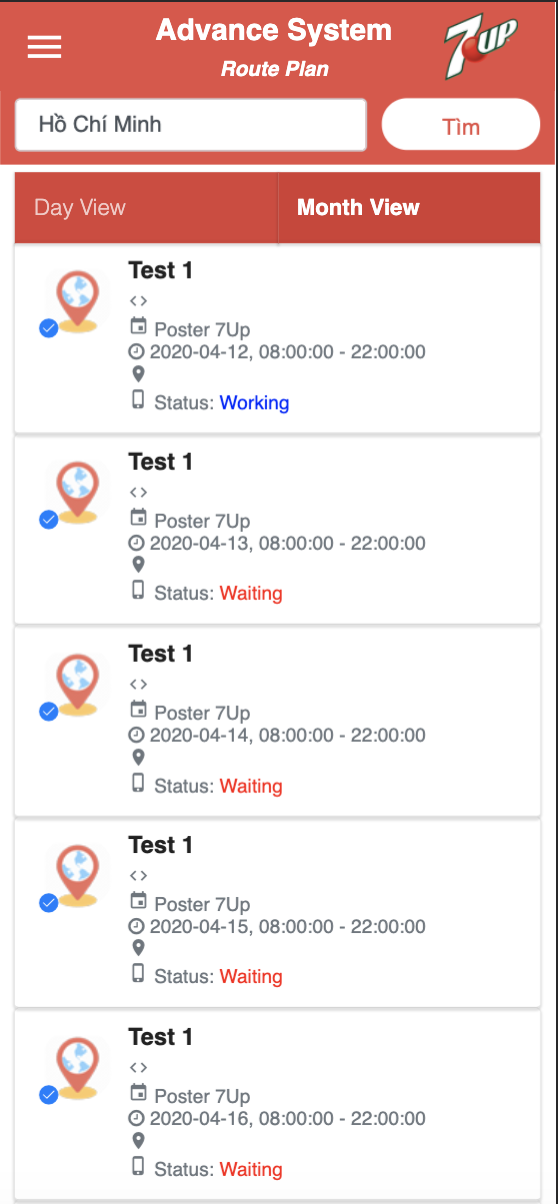 Advance System
Route Plan
7UP
Hồ Chí Minh
Tìm
Day View
Month View
Test 1
<>
Poster 7Up
2020-04-12, 08:00:00 - 22:00:00
Status: Working
Test 1
<>
Poster 7Up
2020-04-13, 08:00:00 - 22:00:00
Status: Waiting
Test 1
<>
Poster 7Up
2020-04-14, 08:00:00 - 22:00:00
Status: Waiting
Test 1
<>
Poster 7Up
2020-04-15, 08:00:00 - 22:00:00
Status: Waiting
Test 1
<>
Poster 7Up
2020-04-16, 08:00:00 - 22:00:00
Status: Waiting